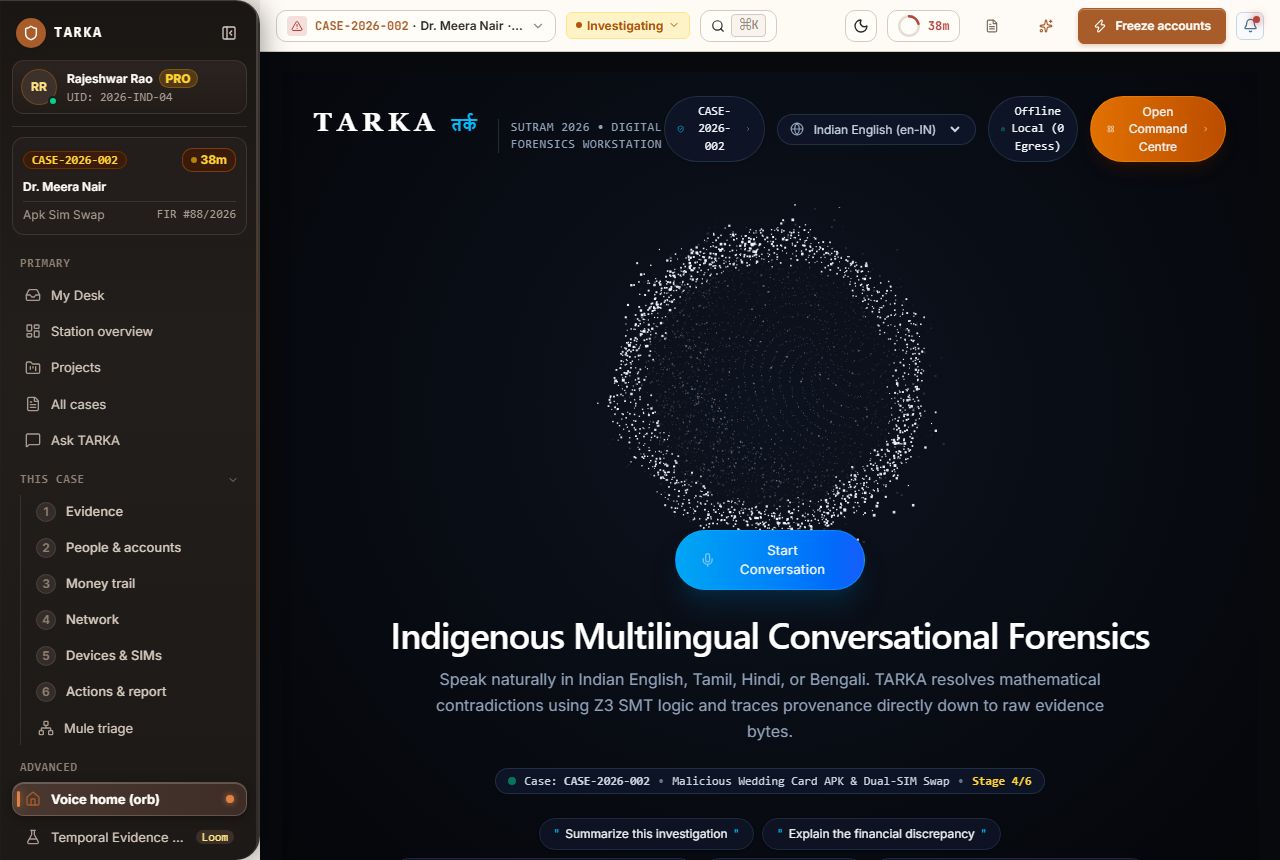 TARKA
RR
Rajeshwar Rao PRO
UID: 2026-IND-04
CASE-2026-002 38m
Dr. Meera Nair
Apk Sim Swap FIR #88/2026
PRIMARY
My Desk
Station overview
Projects
All cases
Ask TARKA
THIS CASE
1 Evidence
2 People & accounts
3 Money trail
4 Network
5 Devices & SIMs
6 Actions & report
Mule triage
ADVANCED
Voice home (orb)
Temporal Evidence ... Loom
CASE-2026-002 · Dr. Meera Nair ·...
Investigating
⌘K
38m
Freeze accounts
TARKA तर्क
SUTRAM 2026 • DIGITAL
FORENSICS WORKSTATION
CASE-
2026-
002
Indian English (en-IN)
Offline
Local (0
Egress)
Open
Command
Centre
Start
Conversation
Indigenous Multilingual Conversational Forensics
Speak naturally in Indian English, Tamil, Hindi, or Bengali. TARKA resolves mathematical
contradictions using Z3 SMT logic and traces provenance directly down to raw evidence
bytes.
Case: CASE-2026-002 • Malicious Wedding Card APK & Dual-SIM Swap • Stage 4/6
" Summarize this investigation "
" Explain the financial discrepancy "